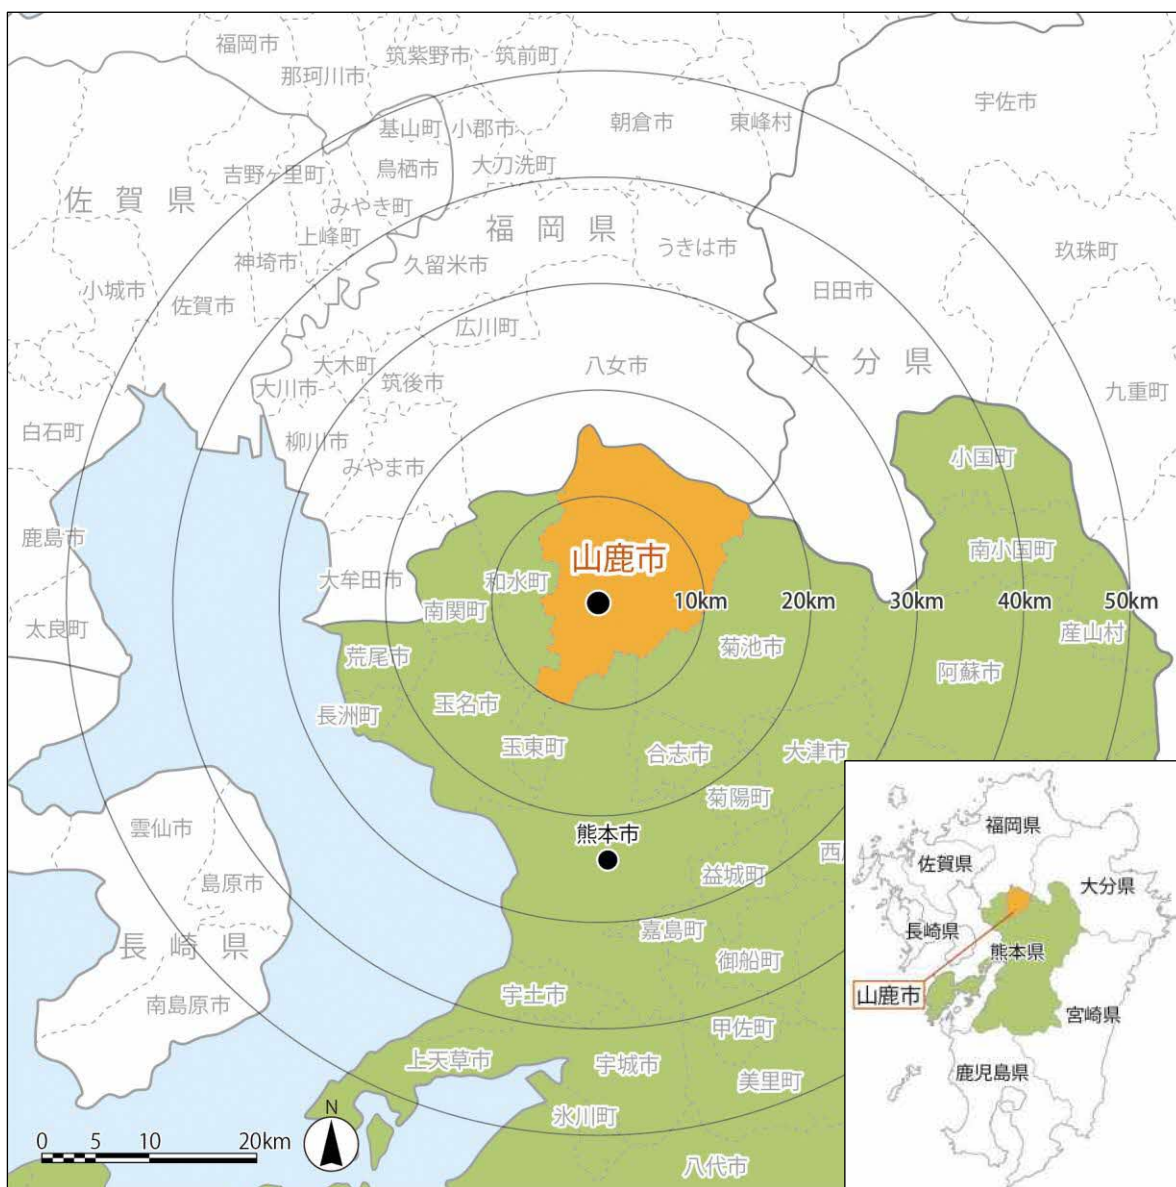 福岡市
筑紫野市
筑前町
那珂川市
宇佐市
基山町
小郡市
朝倉市
東峰村
鳥栖市
大刀洗町
吉野ヶ里町
佐賀県
みやき町
上峰町
福岡県
うきは市
神埼市
久留米市
玖珠町
小城市
佐賀市
日田市
広川町
大木町
八女市
大分県
大川市
筑後市
九重町
白石町
柳川市
みやま市
小国町
鹿島市
南小国町
山鹿市
大牟田市
和水町
南関町
10km
20km
30km
40km
50km
太良町
産山村
荒尾市
菊池市
阿蘇市
長洲町
玉名市
玉東町
合志市
大津市
菊陽町
雲仙市
熊本市
西
島原市
益城町
長崎県
嘉島町
御船町
南島原市
宇土市
甲佐町
上天草市
宇城市
美里町
氷川町
八代市
N
0 5 10 20km
福岡県
佐賀県
大分県
長崎県
熊本県
山鹿市
宮崎県
鹿児島県